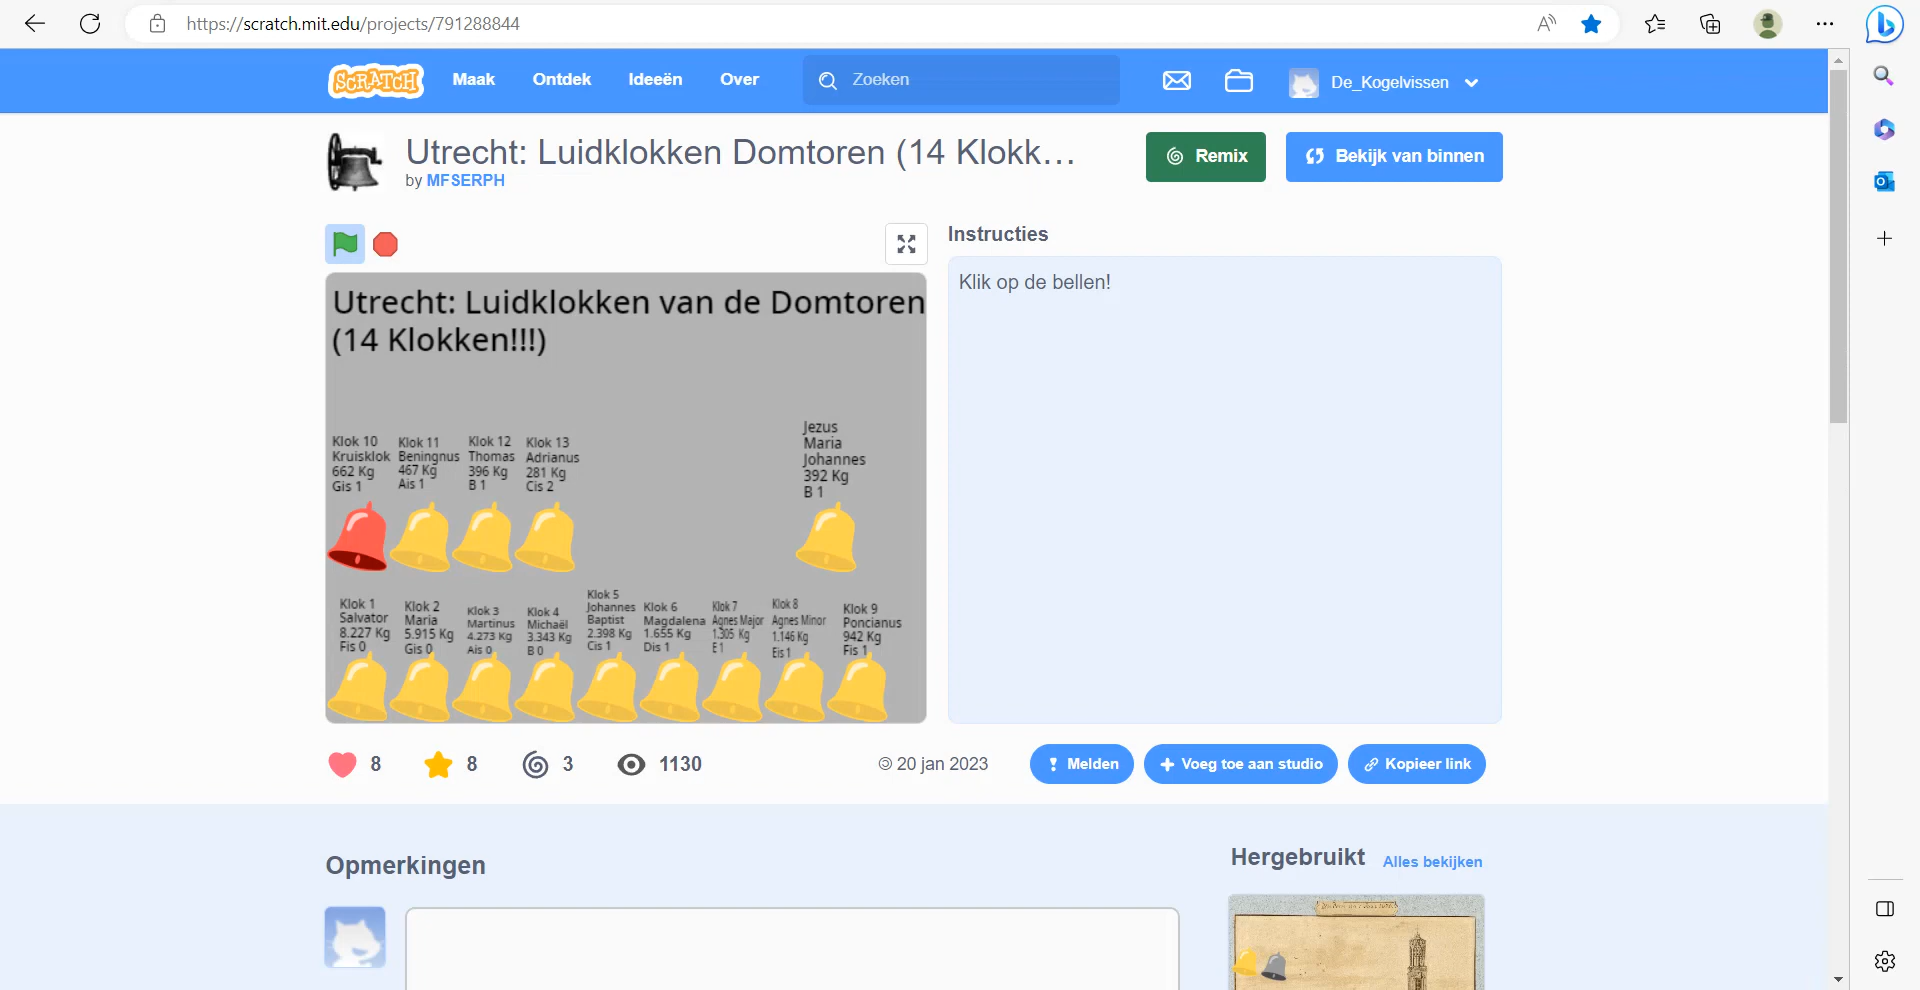 https://scratch.mit.edu/projects/791288844
SCRATCH
Maak
Ontdek
Ideeën
Over
Zoeken
De_Kogelvissen
Utrecht: Luidklokken Domtoren (14 Klokk...
by MFSERPH
Remix
Bekijk van binnen
Instructies
Klik op de bellen!
Utrecht: Luidklokken van de Domtoren
(14 Klokken!!!)
Klok 10
Kruisklok
662 Kg
Gis 1
Klok 11
Beningnus
467 Kg
Ais 1
Klok 12
Thomas
396 Kg
B 1
Klok 13
Adrianus
281 Kg
Cis 2
Jezus
Maria
Johannes
392 Kg
B 1
Klok 1
Salvator
8.227 Kg
Fis 0
Klok 2
Maria
5.915 Kg
Gis 0
Klok 3
Martinus
4.273 Kg
Ais 0
Klok 4
Michaël
3.343 Kg
B 0
Klok 5
Johannes
Baptist
2.398 Kg
Cis 1
Klok 6
Magdalena
1.655 Kg
Dis 1
Klok 7
Agnes Major
1.305 Kg
E 1
Klok 8
Agnes Minor
1.146 Kg
Eis 1
Klok 9
Poncianus
942 Kg
Fis 1
8
8
3
1130
© 20 jan 2023
Melden
Voeg toe aan studio
Kopieer link
Opmerkingen
Hergebruikt
Alles bekijken